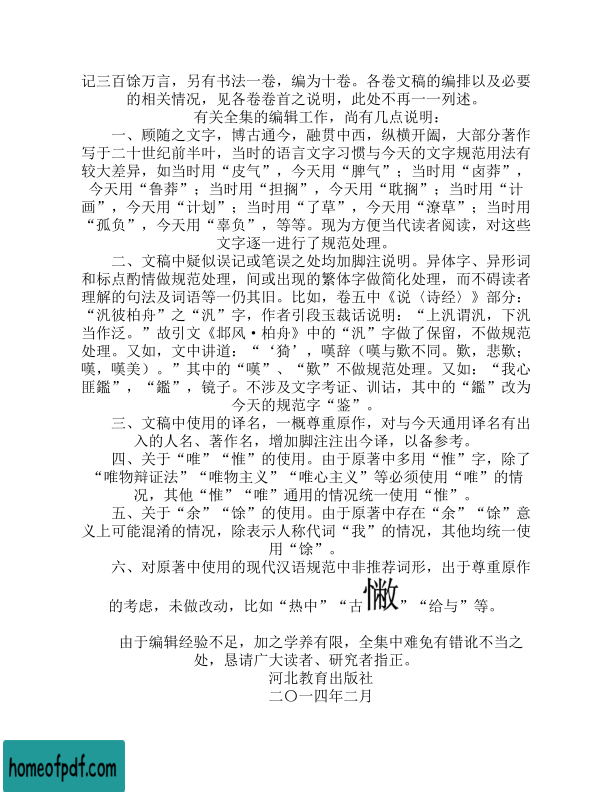 记三百馀万言，另有书法一卷，编为十卷。各卷文稿的编排以及必要
的相关情况，见各卷卷首之说明，此处不再一一列述。
有关全集的编辑工作，尚有几点说明：
一、顾随之文字，博古通今，融贯中西，纵横开阖，大部分著作
写于二十世纪前半叶，当时的语言文字习惯与今天的文字规范用法有
较大差异，如当时用“皮气”，今天用“脾气”；当时用“卤莽”，
今天用“鲁莽”；当时用“担搁”，今天用“耽搁”；当时用“计
画”，今天用“计划”；当时用“了草”，今天用“潦草”；当时用
“孤负”，今天用“辜负”，等等。现为方便当代读者阅读，对这些
文字逐一进行了规范处理。
二、文稿中疑似误记或笔误之处均加脚注说明。异体字、异形词
和标点酌情做规范处理，间或出现的繁体字做简化处理，而不碍读者
理解的句法及词语等一仍其旧。比如，卷五中《说〈诗经〉》部分：
“汎彼柏舟”之“汎”字，作者引段玉裁话说明：“上汎谓汎，下汎
当作泛。”故引文《邶风·柏舟》中的“汎”字做了保留，不做规范
处理。又如，文中讲道：“‘猗’，嘆辞（嘆与歎不同。歎，悲歎；
嘆，嘆美）。”其中的“嘆”、“歎”不做规范处理。又如：“我心
匪鑑”，“鑑”，镜子。不涉及文字考证、训诂，其中的“鑑”改为
今天的规范字“鉴”。
三、文稿中使用的译名，一概尊重原作，对与今天通用译名有出
入的人名、著作名，增加脚注注出今译，以备参考。
四、关于“唯”“惟”的使用。由于原著中多用“惟”字，除了
“唯物辩证法”“唯物主义”“唯心主义”等必须使用“唯”的情
况，其他“惟”“唯”通用的情况统一使用“惟”。
五、关于“余”“馀”的使用。由于原著中存在“余”“馀”意
义上可能混淆的情况，除表示人称代词“我”的情况，其他均统一使
用“馀”。
六、对原著中使用的现代汉语规范中非推荐词形，出于尊重原作
的考虑，未做改动，比如“热中”“古憋”“给与”等。
由于编辑经验不足，加之学养有限，全集中难免有错讹不当之
处，恳请广大读者、研究者指正。
河北教育出版社
二〇一四年二月
homeofpdf.com